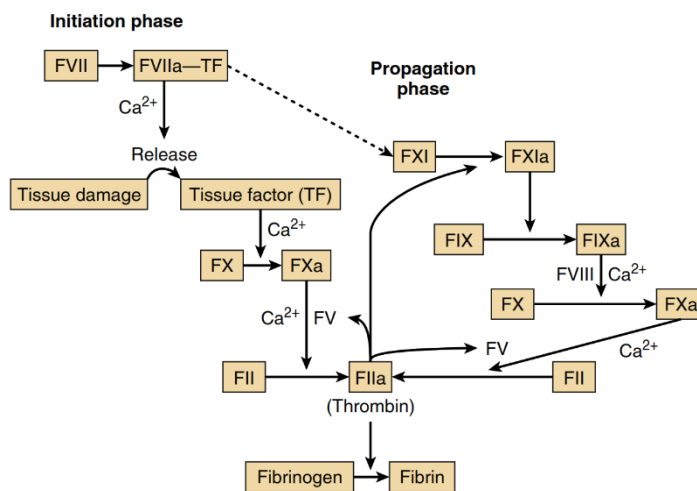 Initiation phase
FVII
FVIIa—TF
Ca²⁺
Release
Tissue damage
Tissue factor (TF)
Ca²⁺
FX
FXa
Ca²⁺
FV
FII
FIIa
(Thrombin)
Fibrinogen
Fibrin
Propagation
phase
FXI
FXIa
FIX
FIXa
FVIII
Ca²⁺
FX
FXa
FV
Ca²⁺
FII